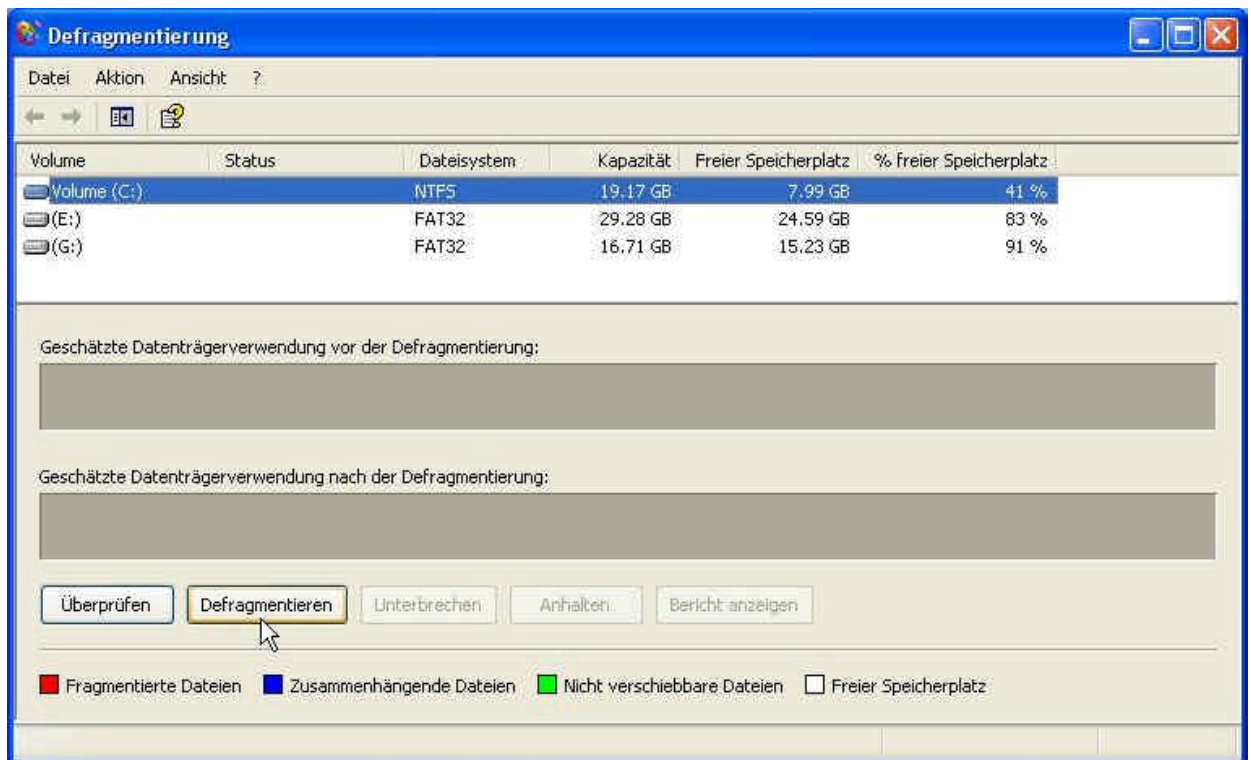 Defragmentierung
Datei Aktion Ansicht ?
Volume Status Dateisystem Kapazität Freier Speicherplatz % freier Speicherplatz
Volume (C:) NTFS 19.17 GB 7.99 GB 41 %
(E:) FAT32 29.28 GB 24.59 GB 83 %
(G:) FAT32 16.71 GB 15.23 GB 91 %
Geschätzte Datenträgerverwendung vor der Defragmentierung:
Geschätzte Datenträgerverwendung nach der Defragmentierung:
Überprüfen Defragmentieren Unterbrechen Anhalten Bericht anzeigen
Fragmentierte Dateien Zusammenhängende Dateien Nicht verschiebbare Dateien Freier Speicherplatz